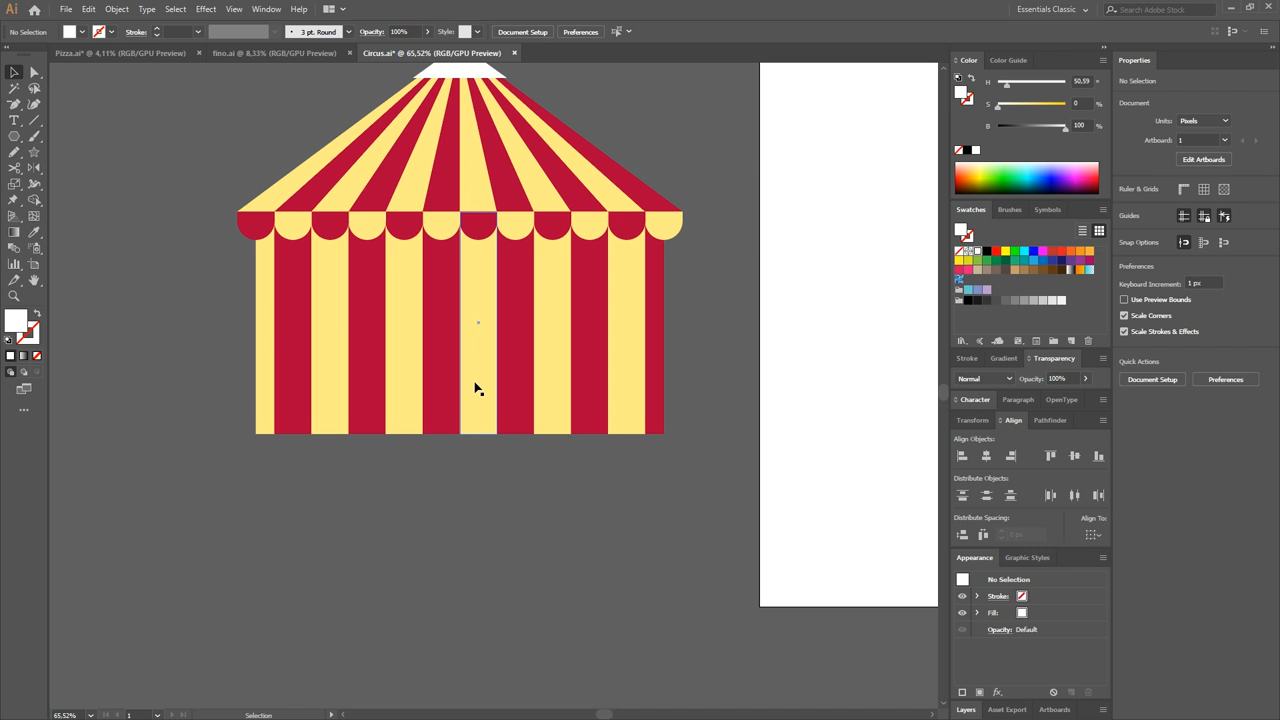 Ai File Edit Object Type Select Effect View Window Help Essentials Classic Search Adobe Stock
No Selection Stroke: 3 pt. Round Opacity: 100% Style: Document Setup Preferences
Pizza.ai* @ 4,11% (RGB/GPU Preview) × fino.ai @ 8,33% (RGB/GPU Preview) × Circus.ai* @ 65,52% (RGB/GPU Preview) ×
Color Color Guide
H 50,59 °
S 0 %
B 100 %
Swatches Brushes Symbols
Stroke Gradient Transparency
Normal Opacity: 100%
Character Paragraph OpenType
Transform Align Pathfinder
Align Objects:
Distribute Objects:
Distribute Spacing: Align To:
0 px
Appearance Graphic Styles
No Selection
Stroke:
Fill:
Opacity: Default
fx
Layers Asset Export Artboards
Properties
No Selection
Document
Units: Pixels
Artboard: 1
Edit Artboards
Ruler & Grids
Guides
Snap Options
Preferences
Keyboard Increment: 1 px
Use Preview Bounds
Scale Corners
Scale Strokes & Effects
Quick Actions
Document Setup Preferences
65,52% 1 Selection